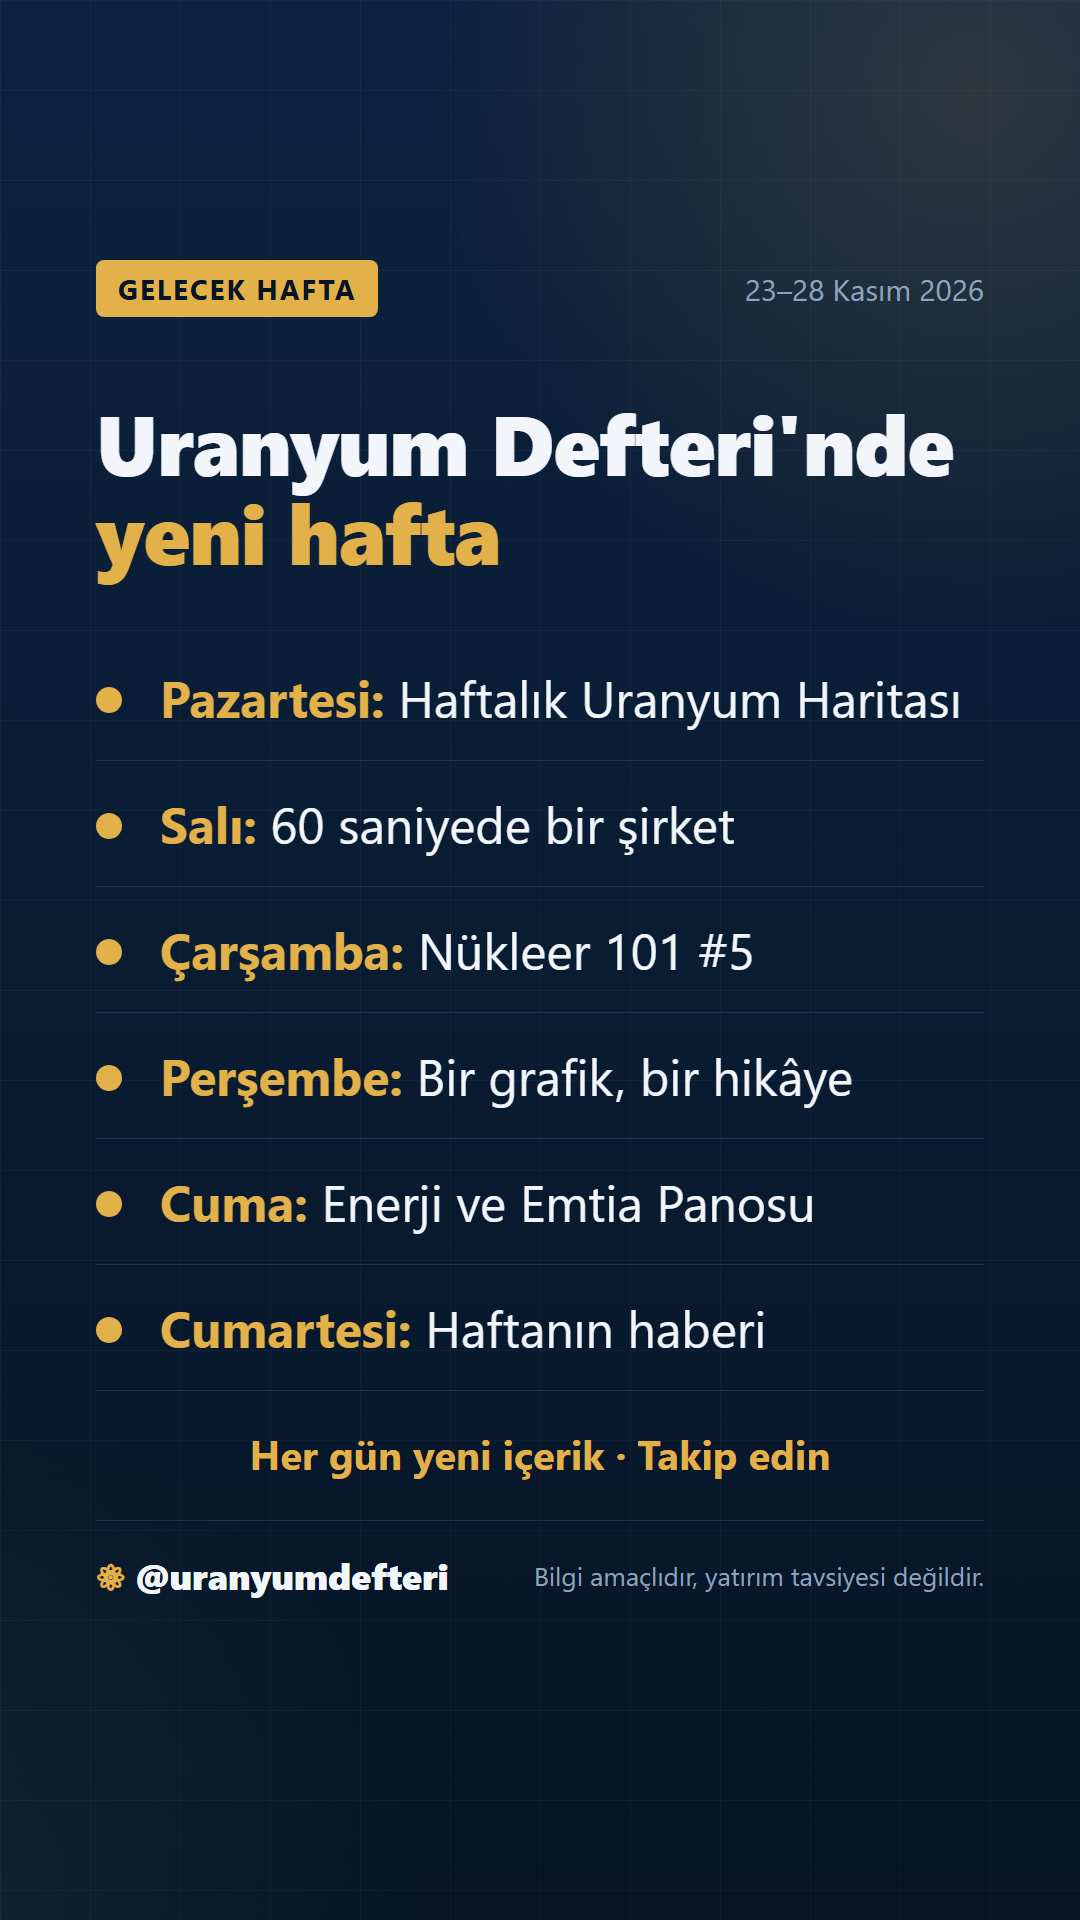 GELECEK HAFTA
23–28 Kasım 2026
Uranyum Defteri'nde
yeni hafta
Pazartesi: Haftalık Uranyum Haritası
Salı: 60 saniyede bir şirket
Çarşamba: Nükleer 101 #5
Perşembe: Bir grafik, bir hikâye
Cuma: Enerji ve Emtia Panosu
Cumartesi: Haftanın haberi
Her gün yeni içerik · Takip edin
@uranyumdefteri
Bilgi amaçlıdır, yatırım tavsiyesi değildir.